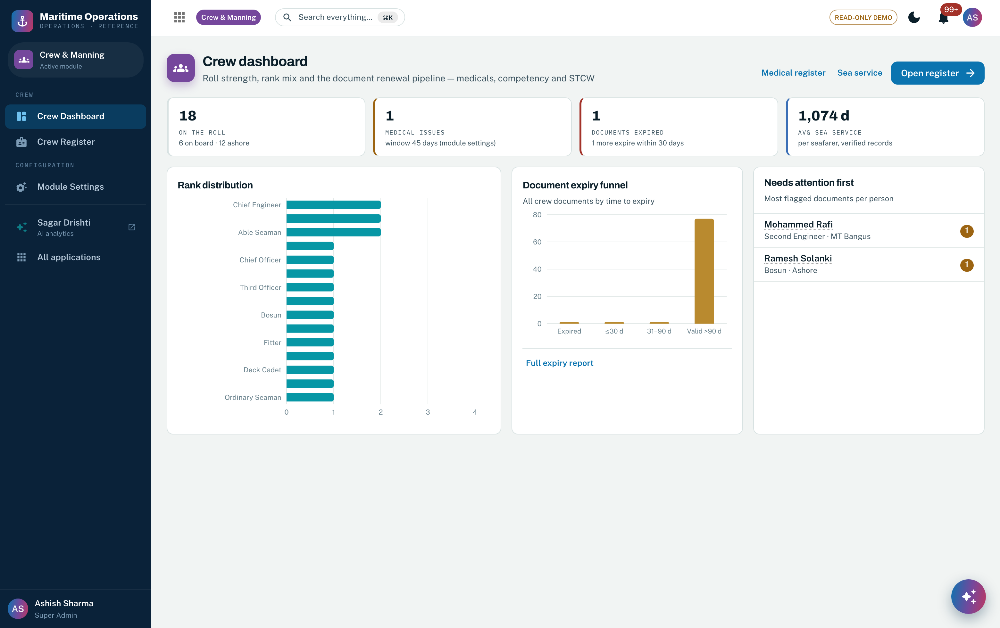 Maritime Operations
OPERATIONS · REFERENCE
Crew & Manning
Active module
CREW
Crew Dashboard
Crew Register
CONFIGURATION
Module Settings
Sagar Drishti
AI analytics
All applications
AS
Ashish Sharma
Super Admin
Crew & Manning
Search everything...
⌘K
READ-ONLY DEMO
99+
AS
Crew dashboard
Roll strength, rank mix and the document renewal pipeline — medicals, competency and STCW
Medical register
Sea service
Open register
18
ON THE ROLL
6 on board · 12 ashore
1
MEDICAL ISSUES
window 45 days (module settings)
1
DOCUMENTS EXPIRED
1 more expire within 30 days
1,074 d
AVG SEA SERVICE
per seafarer, verified records
Rank distribution
Chief Engineer
Able Seaman
Chief Officer
Third Officer
Bosun
Fitter
Deck Cadet
Ordinary Seaman
0 1 2 3 4
Document expiry funnel
All crew documents by time to expiry
80
60
40
20
0
Expired ≤30 d 31–90 d Valid >90 d
Full expiry report
Needs attention first
Most flagged documents per person
Mohammed Rafi
Second Engineer · MT Bangus
1
Ramesh Solanki
Bosun · Ashore
1